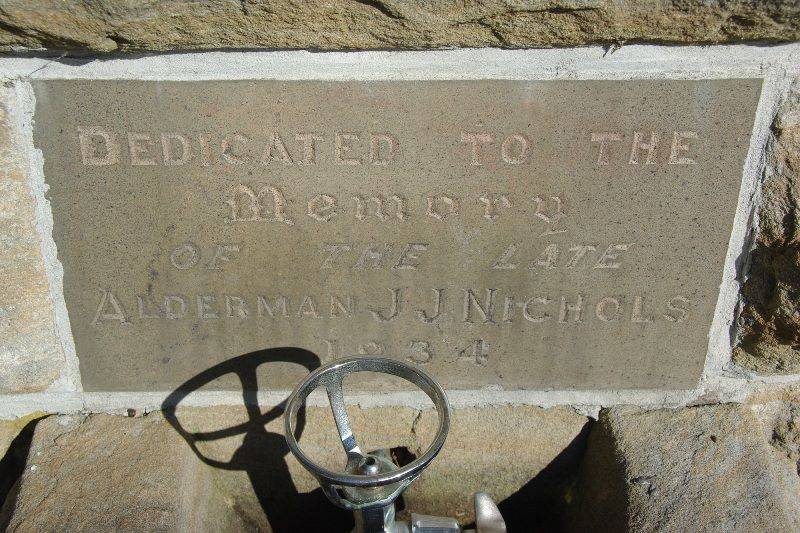 DEDICATED TO THE
Memory
OF THE LATE
ALDERMAN J J NICHOLS
1934